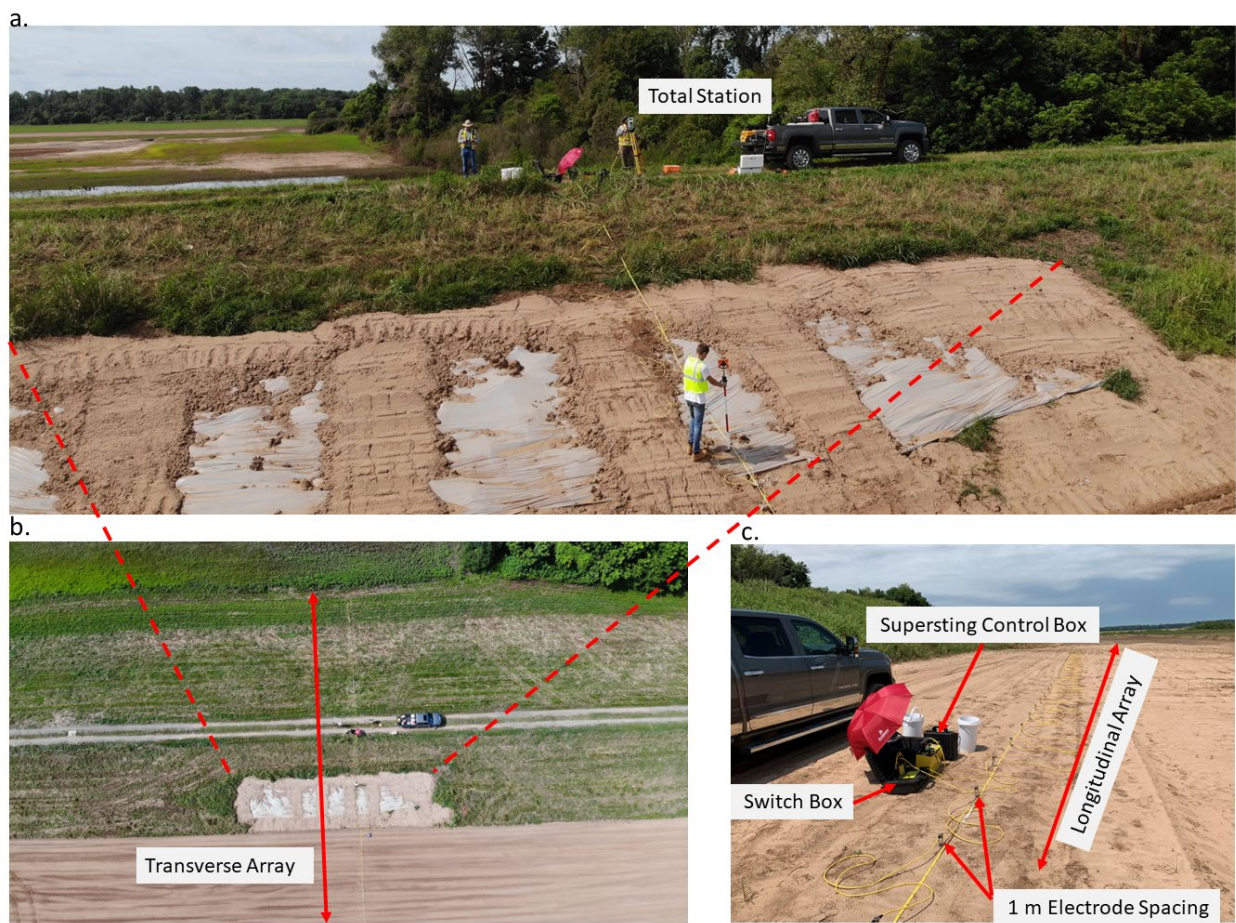 a.
Total Station
b.
Transverse Array
c.
Supersting Control Box
Longitudinal Array
Switch Box
1 m Electrode Spacing